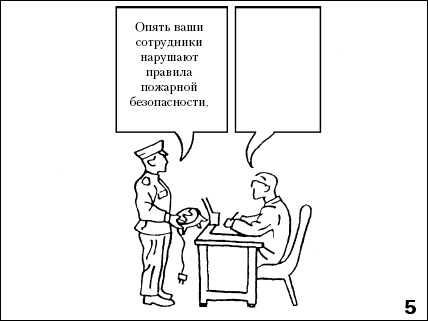 Опять ваши
сотрудники
нарушают
правила
пожарной
безопасности.
5